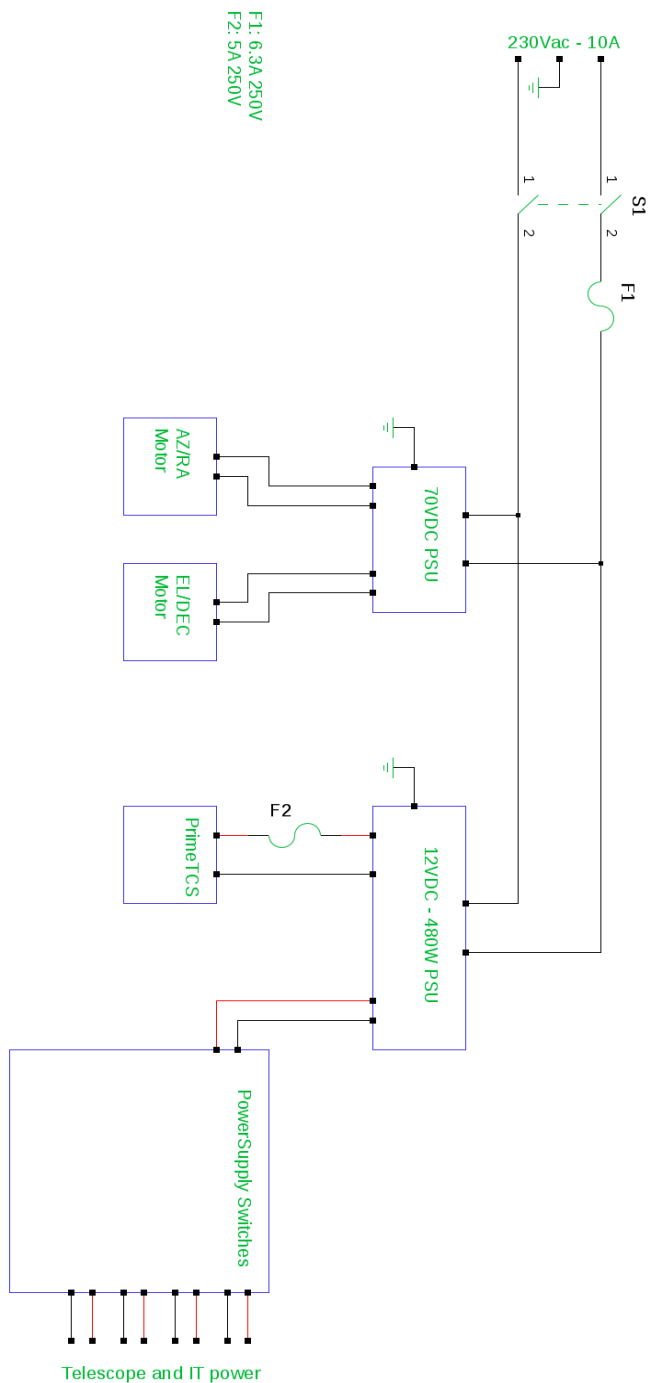 230Vac - 10A
F1: 6.3A 250V
F2: 5A 250V
1
1
S1
2
2
F1
AZ/RA
Motor
70VDC PSU
EL/DEC
Motor
F2
PrimeTCS
12VDC - 480W PSU
PowerSupply Switches
Telescope and IT power